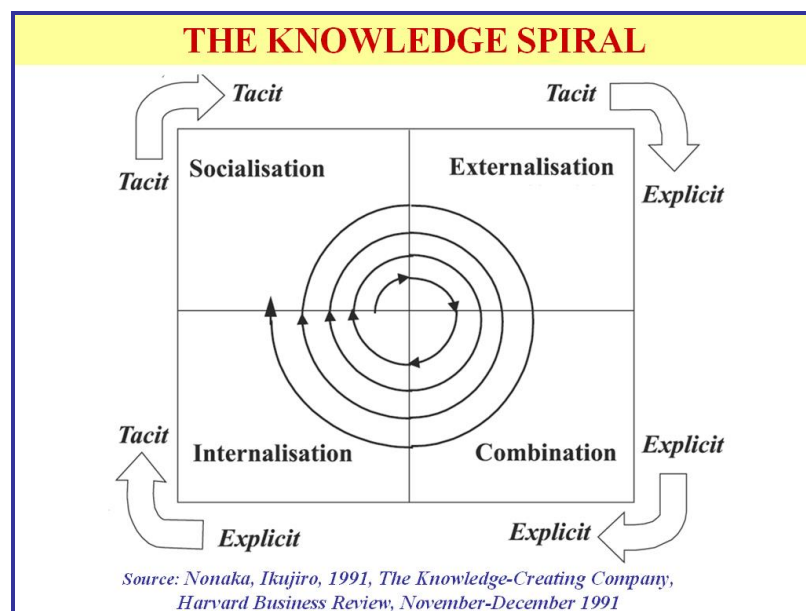 THE KNOWLEDGE SPIRAL
Tacit
Tacit
Tacit
Explicit
Socialisation
Externalisation
Internalisation
Combination
Tacit
Explicit
Explicit
Explicit
Source: Nonaka, Ikujiro, 1991, The Knowledge-Creating Company,
Harvard Business Review, November-December 1991